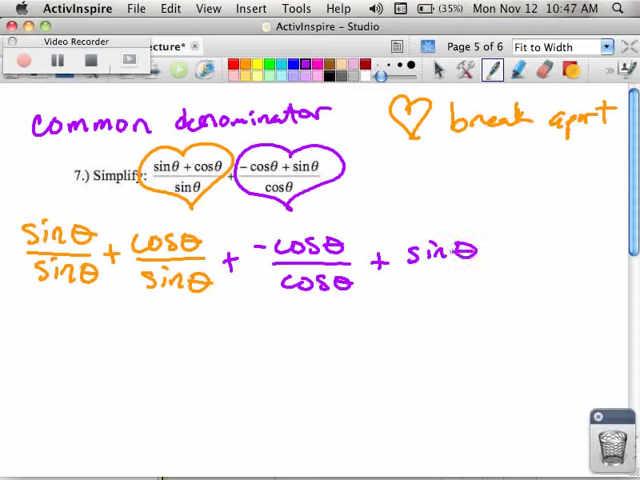 ActivInspire File Edit View Insert Tools Help (35%) Mon Nov 12 10:47 AM
ActivInspire - Studio
Video Recorder
ecture*
Page 5 of 6 Fit to Width
common denominator
♡ break apart
7.) Simplify: (sinθ + cosθ)/sinθ + (−cosθ + sinθ)/cosθ
sinθ/sinθ + cosθ/sinθ + -cosθ/cosθ + sinθ